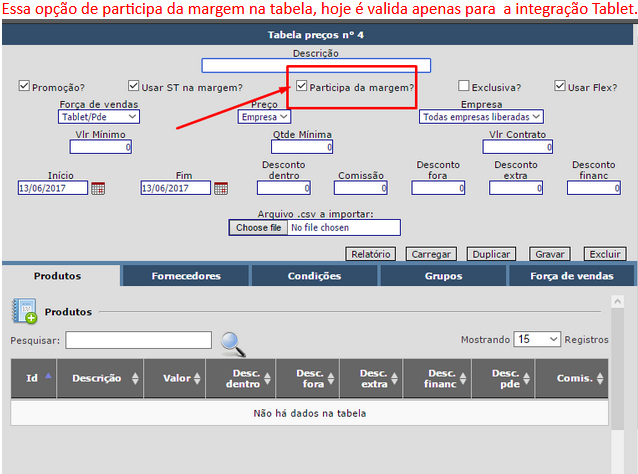 Essa opção de participa da margem na tabela, hoje é valida apenas para a integração Tablet.
Tabela preços nº 4
Descrição
Promoção? Usar ST na margem? Participa da margem? Exclusiva? Usar Flex?
Força de vendas Preço Empresa
Tablet/Pde Empresa Todas empresas liberadas
Vlr Mínimo Qtde Mínima Vlr Contrato
0 0 0
Início Fim Desconto dentro Comissão Desconto fora Desconto extra Desconto financ
13/06/2017 13/06/2017 0 0 0 0 0
Arquivo .csv a importar:
Choose file No file chosen
Relatório Carregar Duplicar Gravar Excluir
Produtos Fornecedores Condições Grupos Força de vendas
Produtos
Pesquisar: Mostrando 15 Registros
Id Descrição Valor Desc. dentro Desc. fora Desc. extra Desc. financ Desc. pde Comis.
Não há dados na tabela